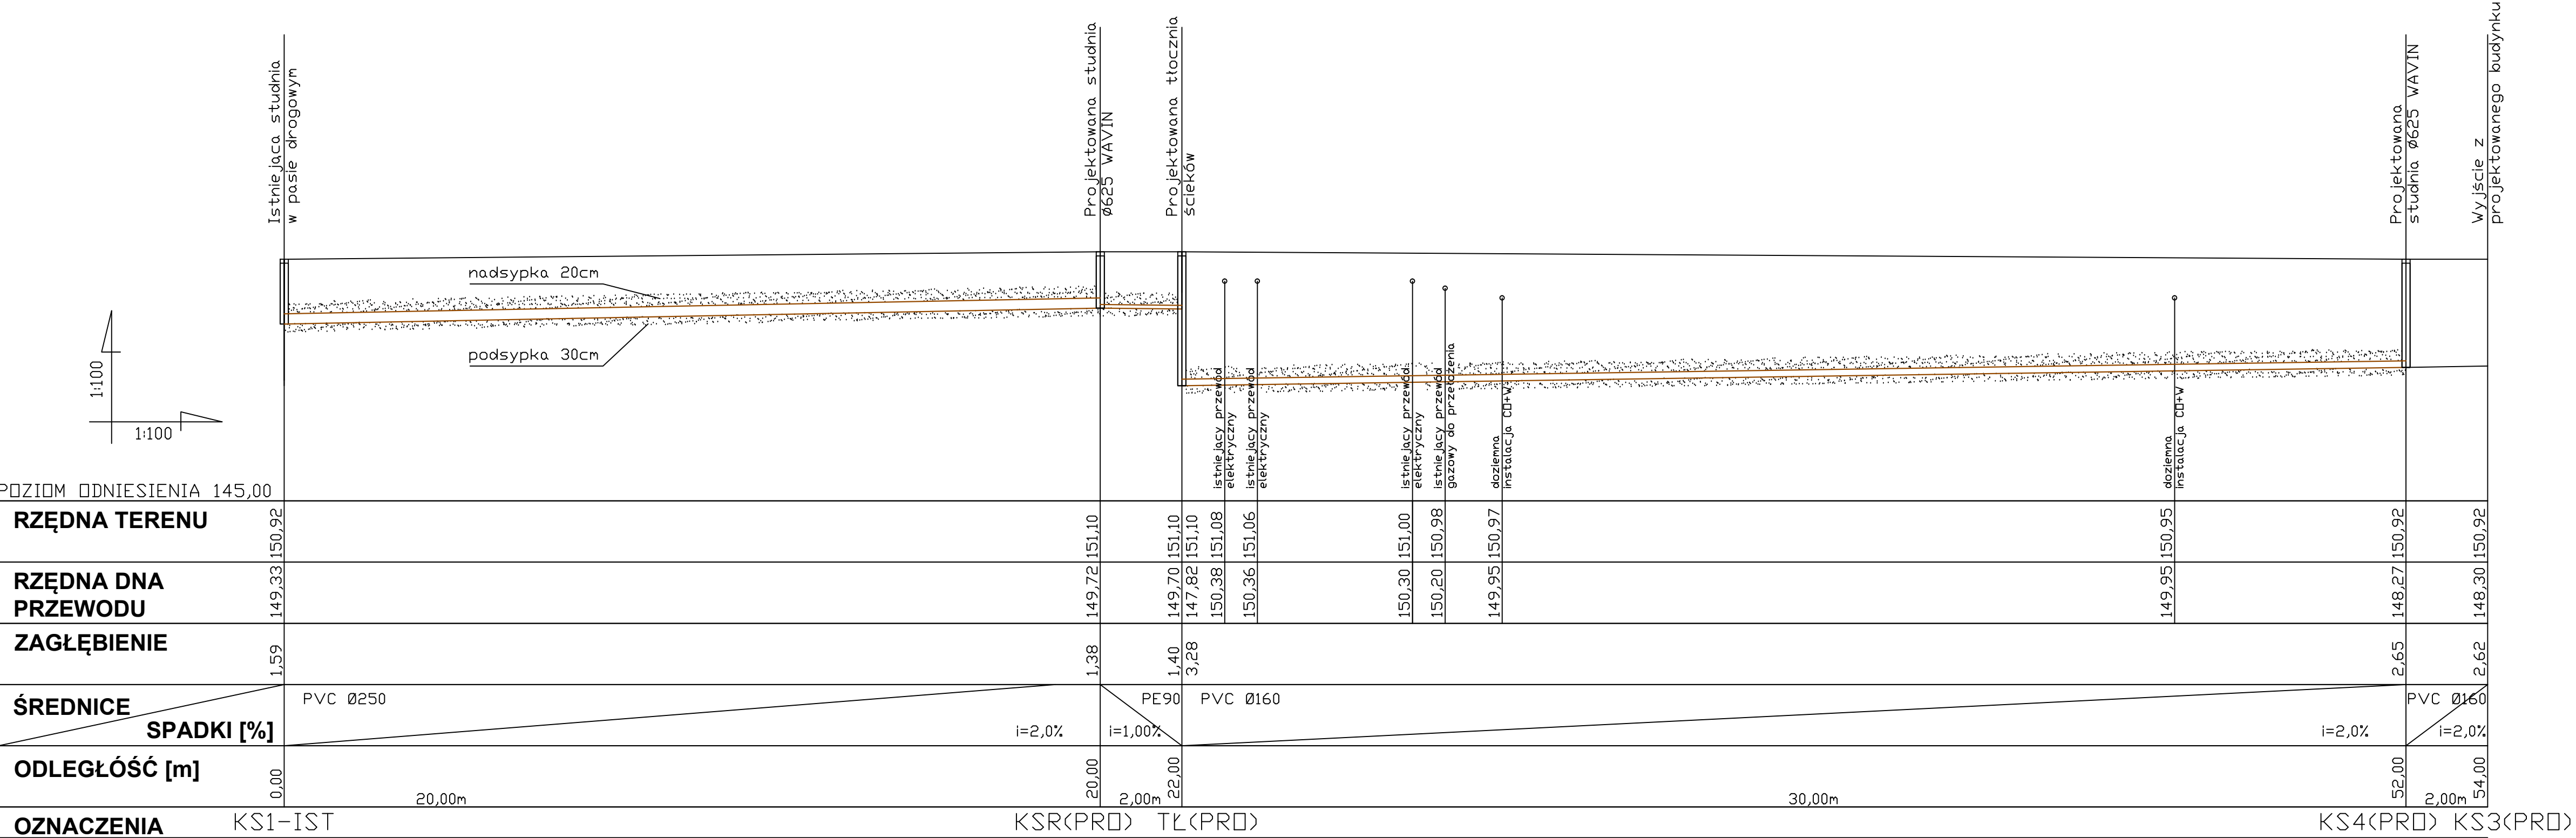 Istniejąca studnia
w pasie drogowym
Projektowana studnia
Ø625 WAVIN
Projektowana tłocznia
ścieków
Projektowana
studnia Ø625 WAVIN
Wyjście z
projektowanego budynku
nadsypka 20cm
podsypka 30cm
1:100
1:100
istniejący przewód
elektryczny
istniejący przewód
elektryczny
istniejący przewód
elektryczny
istniejący przewód
gazowy do przełożenia
doziemna
instalacja CO+W
doziemna
instalacja CO+W
POZIOM ODNIESIENIA 145,00
RZĘDNA TERENU
150,92 151,10 151,10 151,10 151,08 151,06 151,00 150,98 150,97 150,95 150,92 150,92
RZĘDNA DNA
PRZEWODU
149,33 149,72 149,70 147,82 150,38 150,36 150,30 150,20 149,95 149,95 148,27 148,30
ZAGŁĘBIENIE
1,59 1,38 1,40 3,28 2,65 2,62
ŚREDNICE
PVC Ø250 PE90 PVC Ø160 PVC Ø160
SPADKI [%]
i=2,0% i=1,00% i=2,0% i=2,0%
ODLEGŁÓŚĆ [m]
0,00 20,00 22,00 52,00 54,00
20,00m 2,00m 30,00m 2,00m
OZNACZENIA
KS1-IST KSR(PRO) TŁ(PRO) KS4(PRO) KS3(PRO)